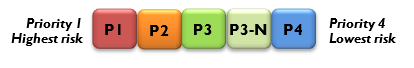 Priority 1
Highest risk
P1 P2 P3 P3-N P4
Priority 4
Lowest risk